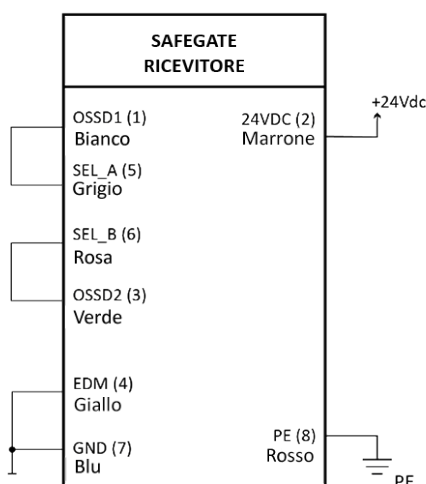 SAFEGATE
RICEVITORE
+24Vdc
OSSD1 (1)
Bianco
24VDC (2)
Marrone
SEL_A (5)
Grigio
SEL_B (6)
Rosa
OSSD2 (3)
Verde
EDM (4)
Giallo
GND (7)
Blu
PE (8)
Rosso
PE